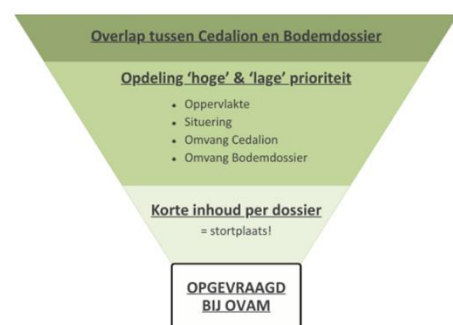 Overlap tussen Cedalion en Bodemdossier
Opdeling ‘hoge’ & ‘lage’ prioriteit
• Oppervlakte
• Situering
• Omvang Cedalion
• Omvang Bodemdossier
Korte inhoud per dossier
= stortplaats!
OPGEVRAAGD
BIJ OVAM